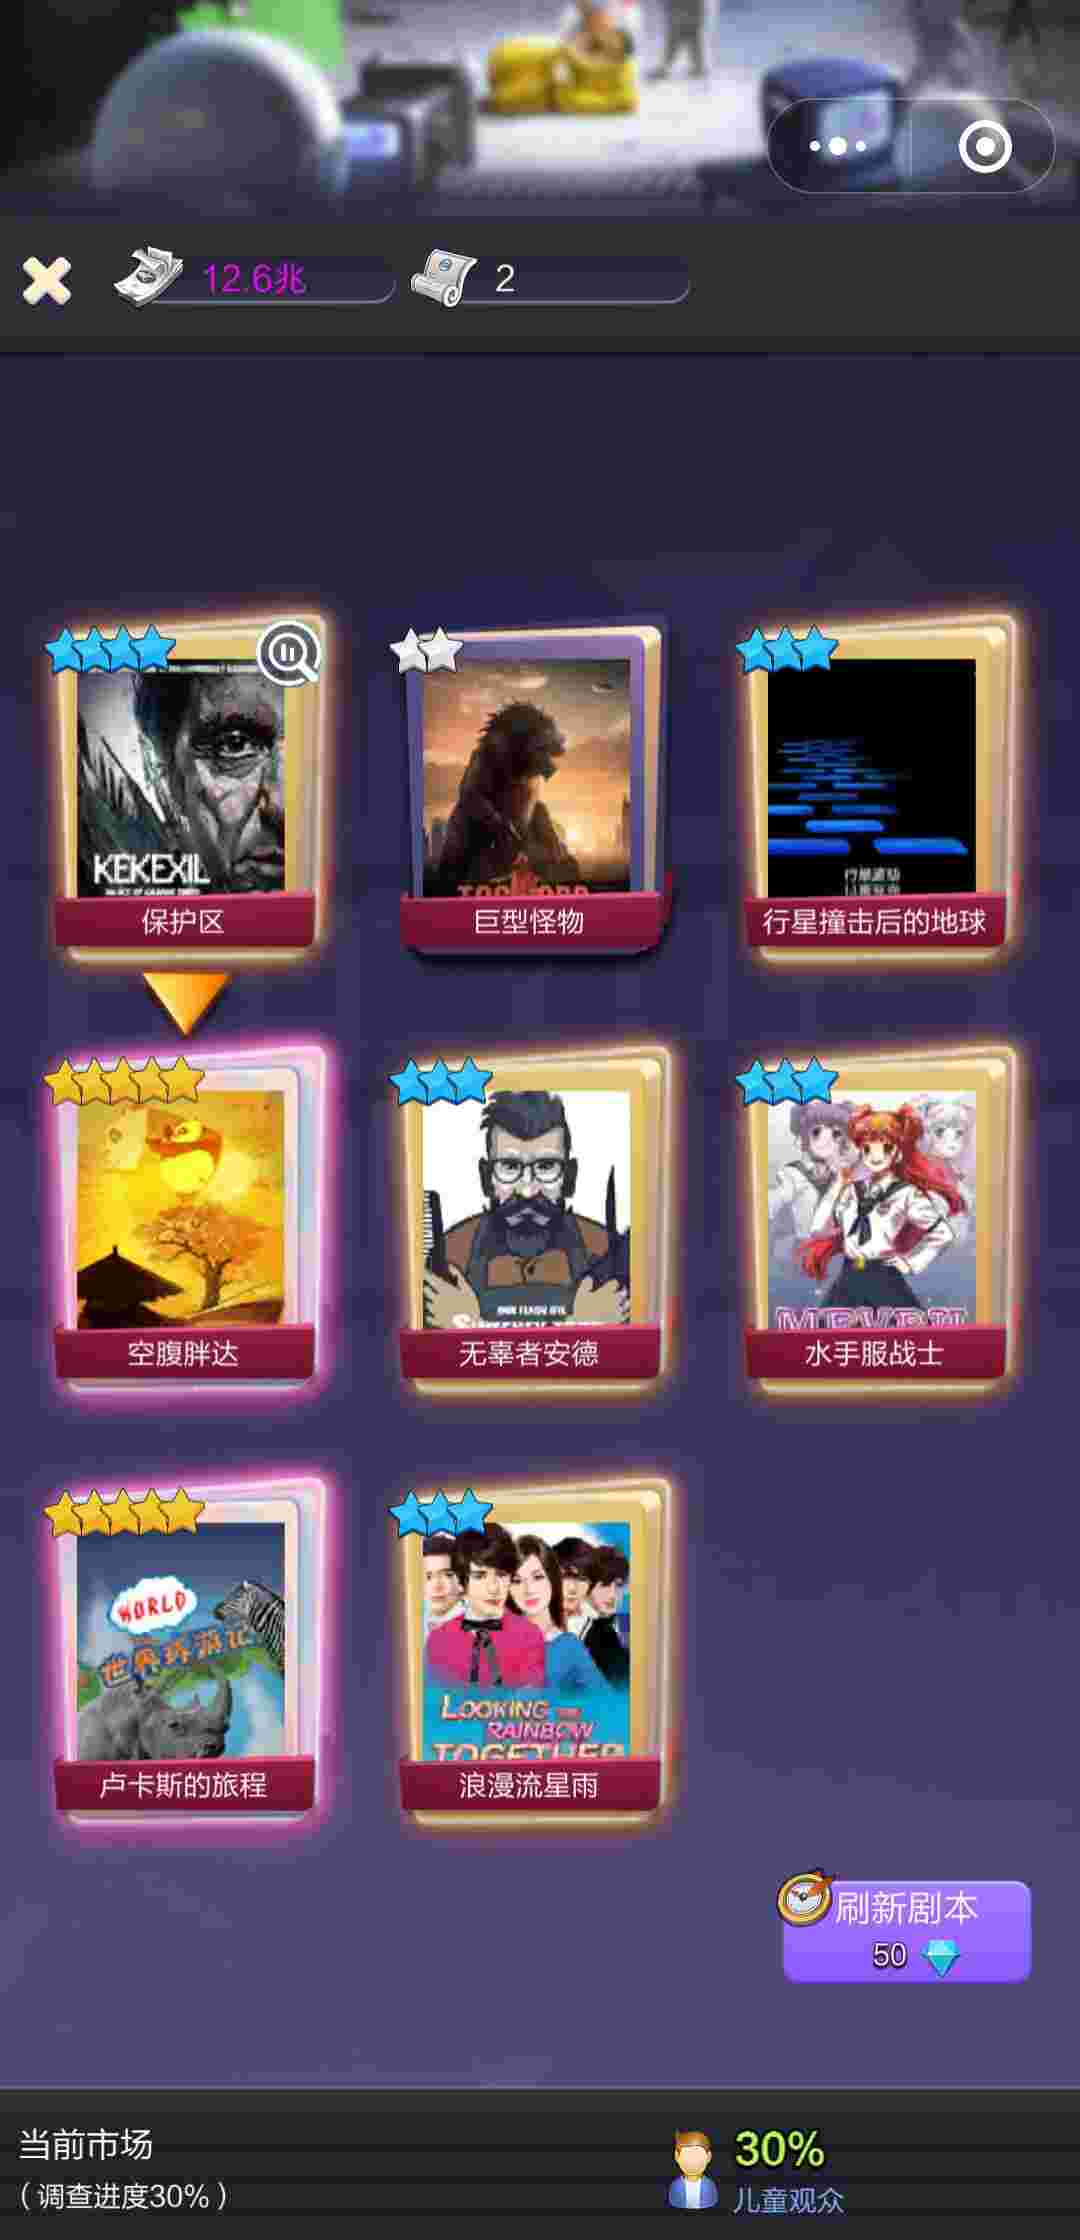 12.6兆
2
KEKEXIL
保护区
巨型怪物
行星撞击后的地球
空腹胖达
无辜者安德
水手服战士
WORLD
世界环游记
卢卡斯的旅程
LOOKING
RAINBOW
TOGETHER
浪漫流星雨
刷新剧本
50
当前市场
(调查进度30%)
30%
儿童观众